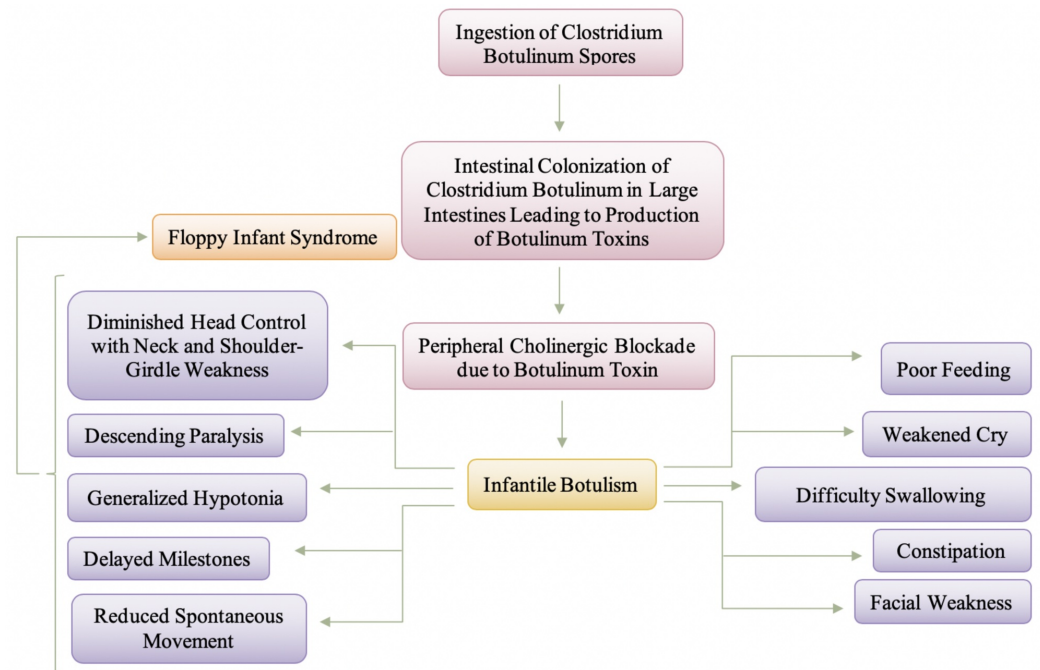 Ingestion of Clostridium
Botulinum Spores
Intestinal Colonization of
Clostridium Botulinum in Large
Intestines Leading to Production
of Botulinum Toxins
Floppy Infant Syndrome
Diminished Head Control
with Neck and Shoulder-
Girdle Weakness
Peripheral Cholinergic Blockade
due to Botulinum Toxin
Poor Feeding
Descending Paralysis
Weakened Cry
Generalized Hypotonia
Infantile Botulism
Difficulty Swallowing
Delayed Milestones
Constipation
Reduced Spontaneous
Movement
Facial Weakness